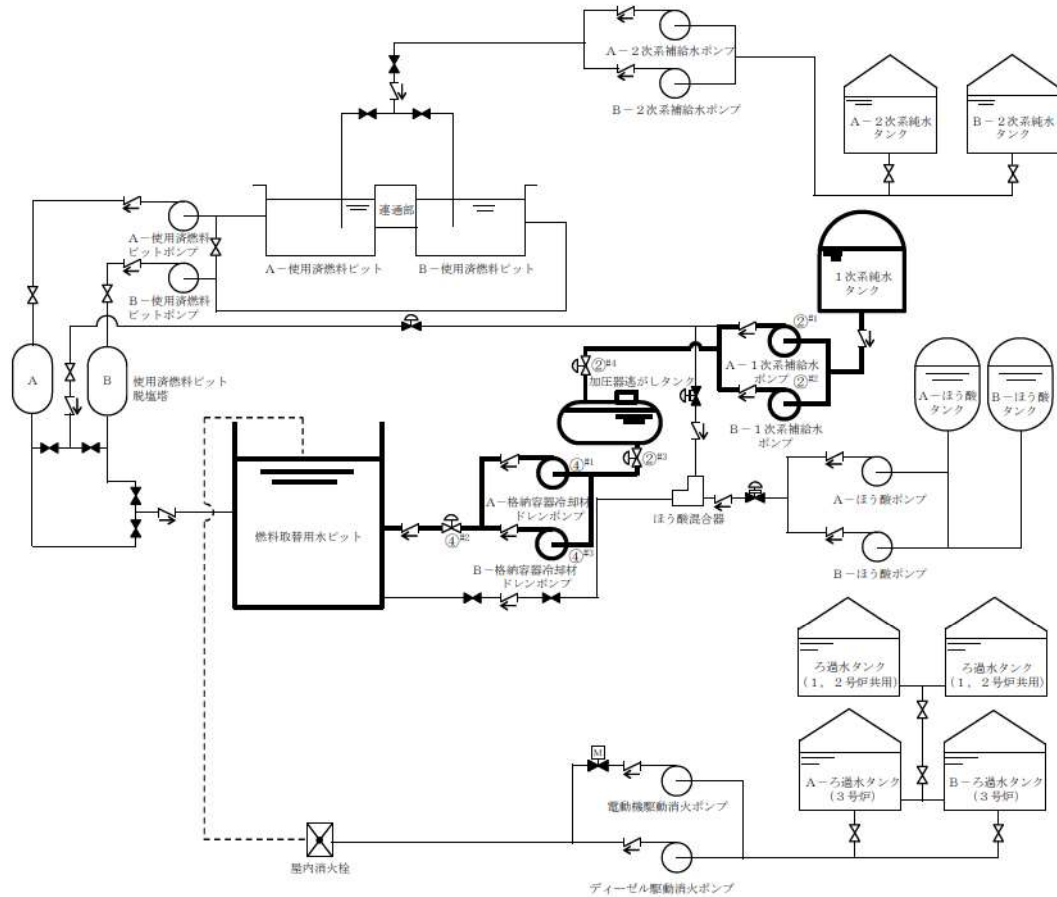 A－2次系補給水ポンプ
B－2次系補給水ポンプ
A－2次系純水
タンク
B－2次系純水
タンク
連通部
A－使用済燃料
ピットポンプ
A－使用済燃料ピット
B－使用済燃料ピット
B－使用済燃料
ピットポンプ
1次系純水
タンク
②#1
A－1次系補給水
ポンプ
②#2
B－1次系補給水
ポンプ
②#4
加圧器逃がしタンク
②#3
A
B
使用済燃料ピット
脱塩塔
A－ほう酸
タンク
B－ほう酸
タンク
④#1
A－格納容器冷却材
ドレンポンプ
④#2
④#3
B－格納容器冷却材
ドレンポンプ
燃料取替用水ピット
ほう酸混合器
A－ほう酸ポンプ
B－ほう酸ポンプ
ろ過水タンク
(1，2号炉共用)
ろ過水タンク
(1，2号炉共用)
A－ろ過水タンク
(3号炉)
B－ろ過水タンク
(3号炉)
M
電動機駆動消火ポンプ
屋内消火栓
ディーゼル駆動消火ポンプ